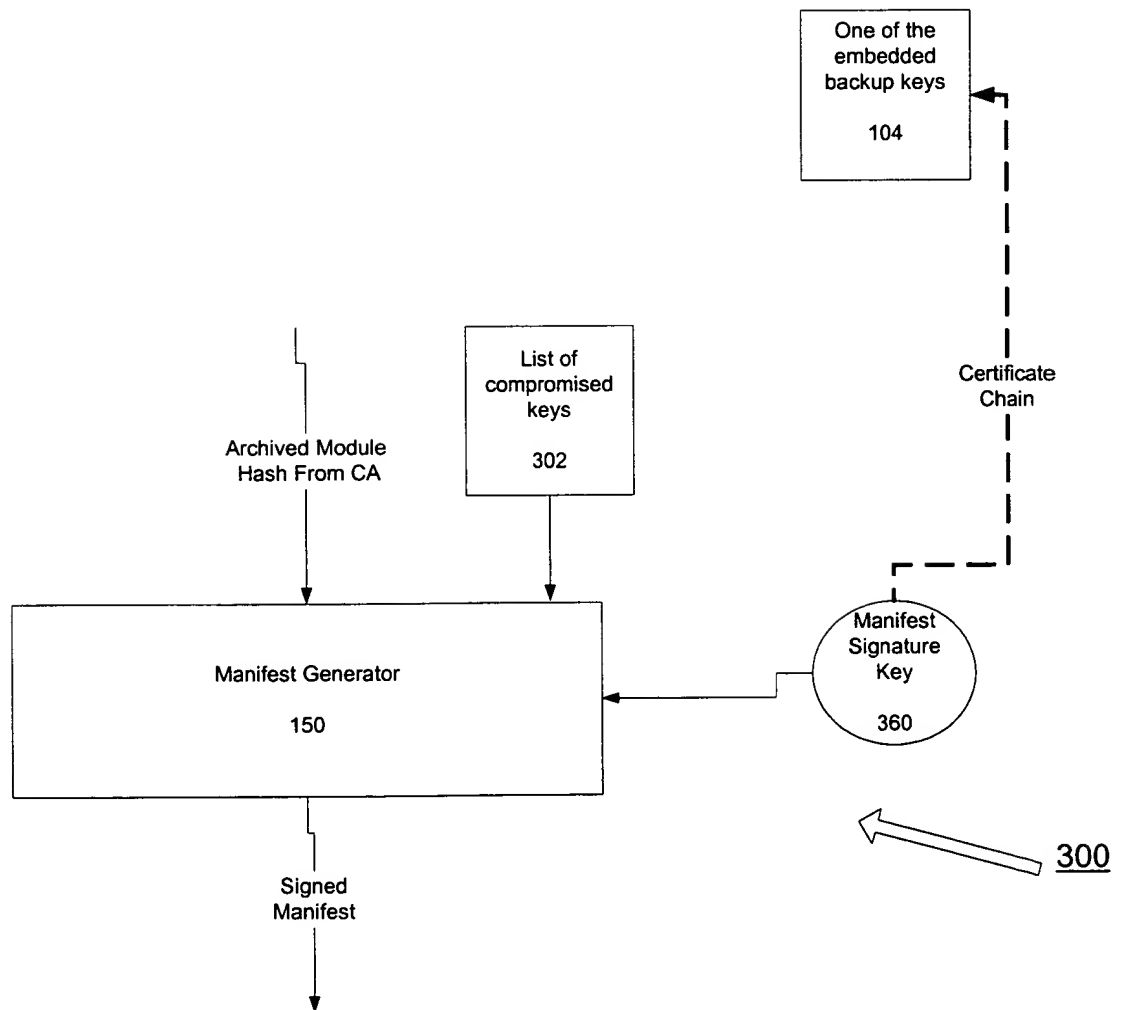 One of the
embedded
backup keys
104
List of
compromised
keys
302
Certificate
Chain
Archived Module
Hash From CA
Manifest
Signature
Key
360
Manifest Generator
150
300
Signed
Manifest